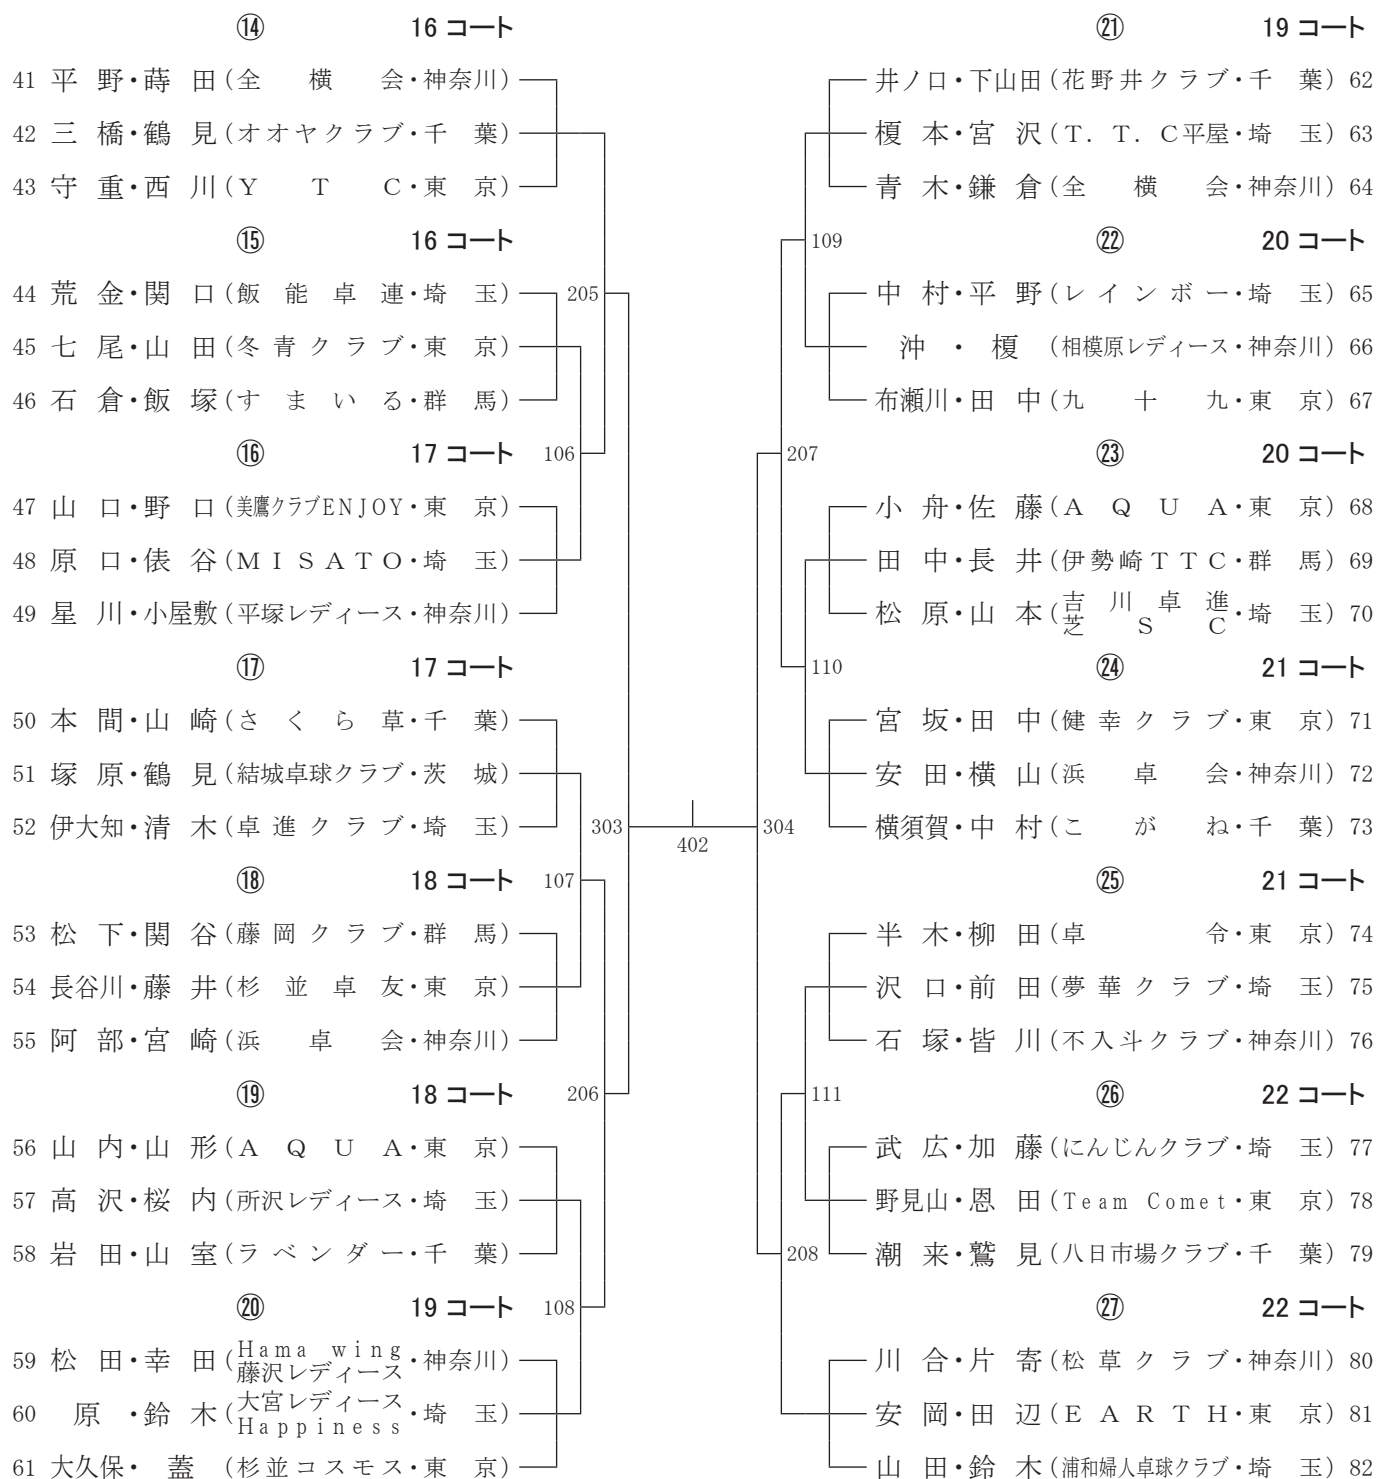 ⑭ 16 コート
41 平野・蒔田(全横会・神奈川)
42 三橋・鶴見(オオヤクラブ・千葉)
43 守重・西川(YTC・東京)
⑮ 16 コート
44 荒金・関口(飯能卓連・埼玉)
45 七尾・山田(冬青クラブ・東京)
46 石倉・飯塚(すまいる・群馬)
⑯ 17 コート
47 山口・野口(美鷹クラブENJOY・東京)
48 原口・俵谷(MISATO・埼玉)
49 星川・小屋敷(平塚レディース・神奈川)
⑰ 17 コート
50 本間・山崎(さくら草・千葉)
51 塚原・鶴見(結城卓球クラブ・茨城)
52 伊大知・清木(卓進クラブ・埼玉)
⑱ 18 コート
53 松下・関谷(藤岡クラブ・群馬)
54 長谷川・藤井(杉並卓友・東京)
55 阿部・宮崎(浜卓会・神奈川)
⑲ 18 コート
56 山内・山形(AQUA・東京)
57 高沢・桜内(所沢レディース・埼玉)
58 岩田・山室(ラベンダー・千葉)
⑳ 19 コート
59 松田・幸田(Hama wing 藤沢レディース・神奈川)
60 原・鈴木(大宮レディース Happiness・埼玉)
61 大久保・蓋(杉並コスモス・東京)
205
106
303
107
206
108
402
㉑ 19 コート
井ノ口・下山田(花野井クラブ・千葉) 62
榎本・宮沢(T.T.C平屋・埼玉) 63
青木・鎌倉(全横会・神奈川) 64
㉒ 20 コート
中村・平野(レインボー・埼玉) 65
沖・榎(相模原レディース・神奈川) 66
布瀬川・田中(九十九・東京) 67
㉓ 20 コート
小舟・佐藤(AQUA・東京) 68
田中・長井(伊勢崎TTC・群馬) 69
松原・山本(吉川卓進 芝SC・埼玉) 70
㉔ 21 コート
宮坂・田中(健幸クラブ・東京) 71
安田・横山(浜卓会・神奈川) 72
横須賀・中村(こがね・千葉) 73
㉕ 21 コート
半木・柳田(卓令・東京) 74
沢口・前田(夢華クラブ・埼玉) 75
石塚・皆川(不入斗クラブ・神奈川) 76
㉖ 22 コート
武広・加藤(にんじんクラブ・埼玉) 77
野見山・恩田(Team Comet・東京) 78
潮来・鷲見(八日市場クラブ・千葉) 79
㉗ 22 コート
川合・片寄(松草クラブ・神奈川) 80
安岡・田辺(EARTH・東京) 81
山田・鈴木(浦和婦人卓球クラブ・埼玉) 82
109
207
110
304
111
208